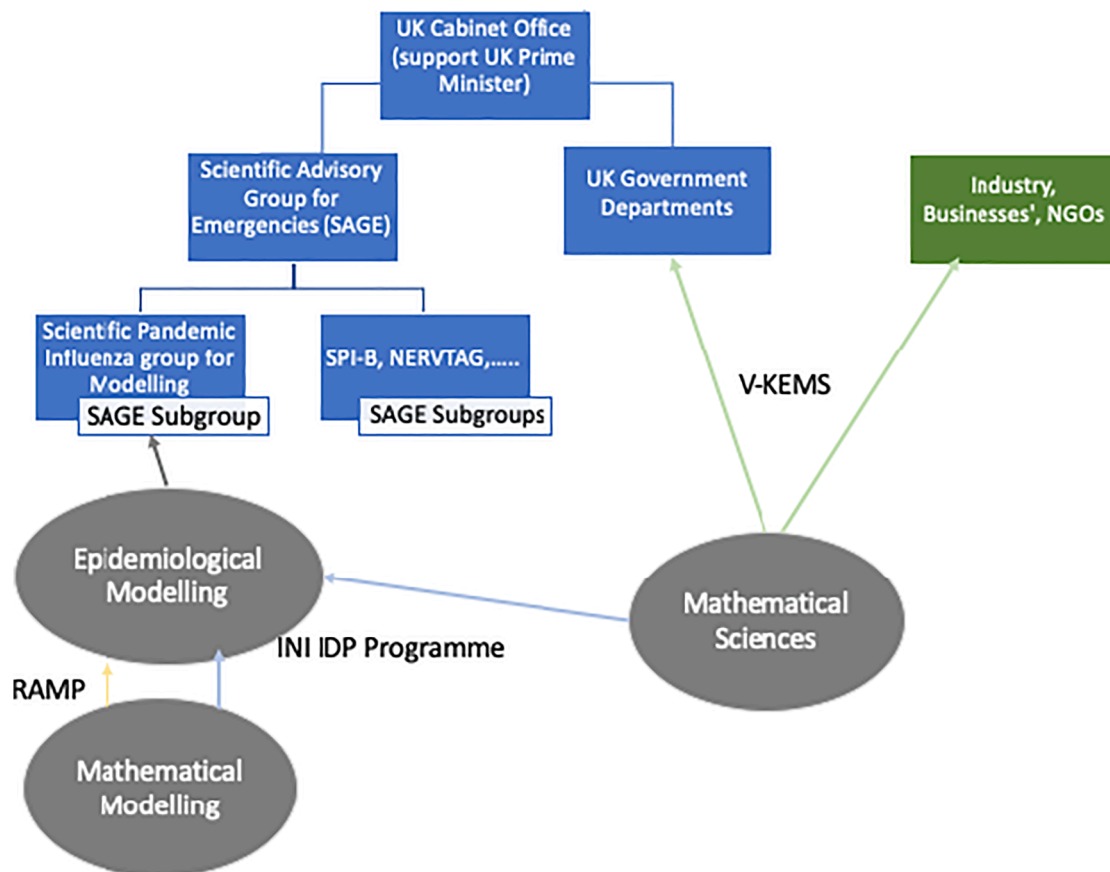 UK Cabinet Office
(support UK Prime
Minister)
Scientific Advisory
Group for
Emergencies (SAGE)
UK Government
Departments
Industry,
Businesses', NGOs
Scientific Pandemic
Influenza group for
Modelling
SAGE Subgroup
SPI-B, NERVTAG,.....
SAGE Subgroups
V-KEMS
Epidemiological
Modelling
Mathematical
Sciences
INI IDP Programme
RAMP
Mathematical
Modelling